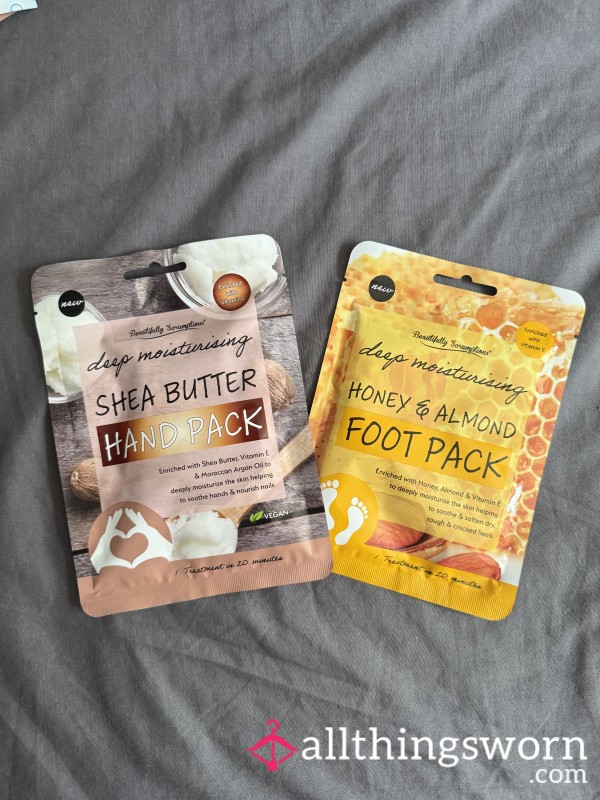 new
Enriched
with
Vitamin E
Beautifully Scrumptious
deep moisturising
SHEA BUTTER
HAND PACK
Enriched with Shea Butter, Vitamin E
& Moroccan Argan Oil to
deeply moisturise the skin helping
to soothe hands & nourish nails.
VEGAN
1 Treatment in 20 minutes
new
Enriched
with
Vitamin E
Beautifully Scrumptious
deep moisturising
HONEY & ALMOND
FOOT PACK
Enriched with Honey, Almond & Vitamin E
to deeply moisturise the skin helping
to soothe & soften dry,
rough & cracked heels.
1 Treatment in 20 minutes
allthingsworn
.com